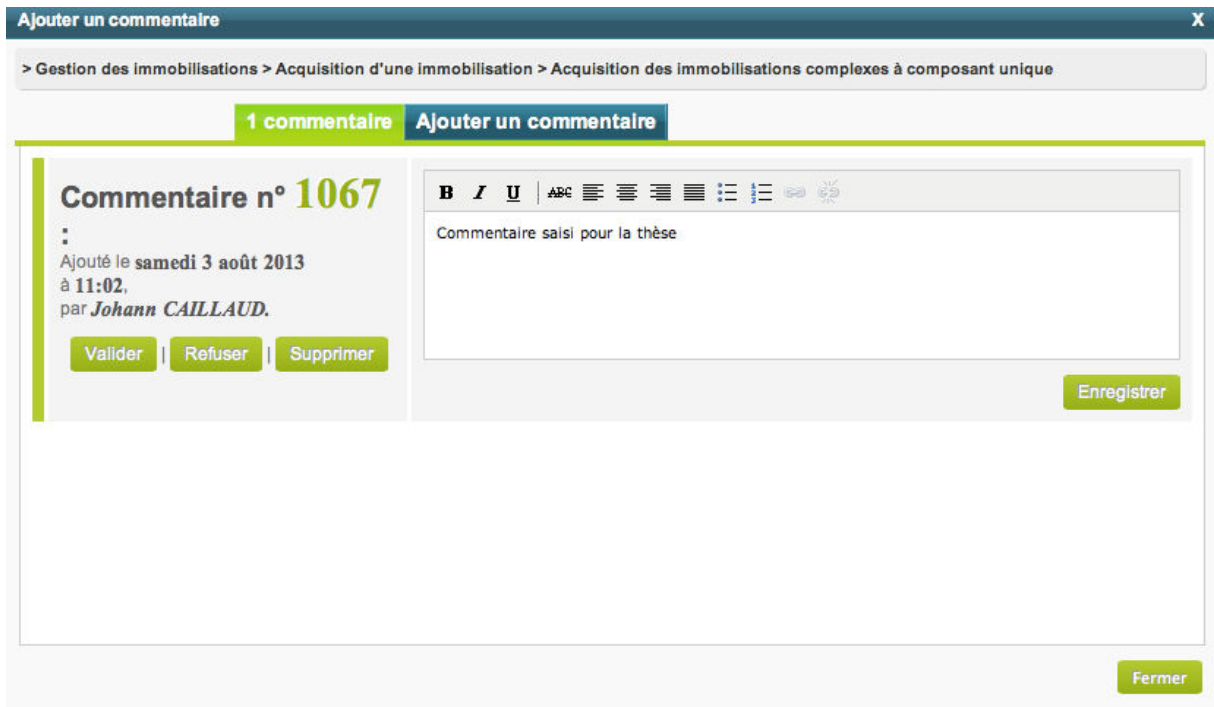 Ajouter un commentaire X
> Gestion des immobilisations > Acquisition d'une immobilisation > Acquisition des immobilisations complexes à composant unique
1 commentaire Ajouter un commentaire
Commentaire n° 1067
:
Ajouté le samedi 3 août 2013
à 11:02,
par Johann CAILLAUD.
Valider | Refuser | Supprimer
B I U ABC
Commentaire saisi pour la thèse
Enregistrer
Fermer